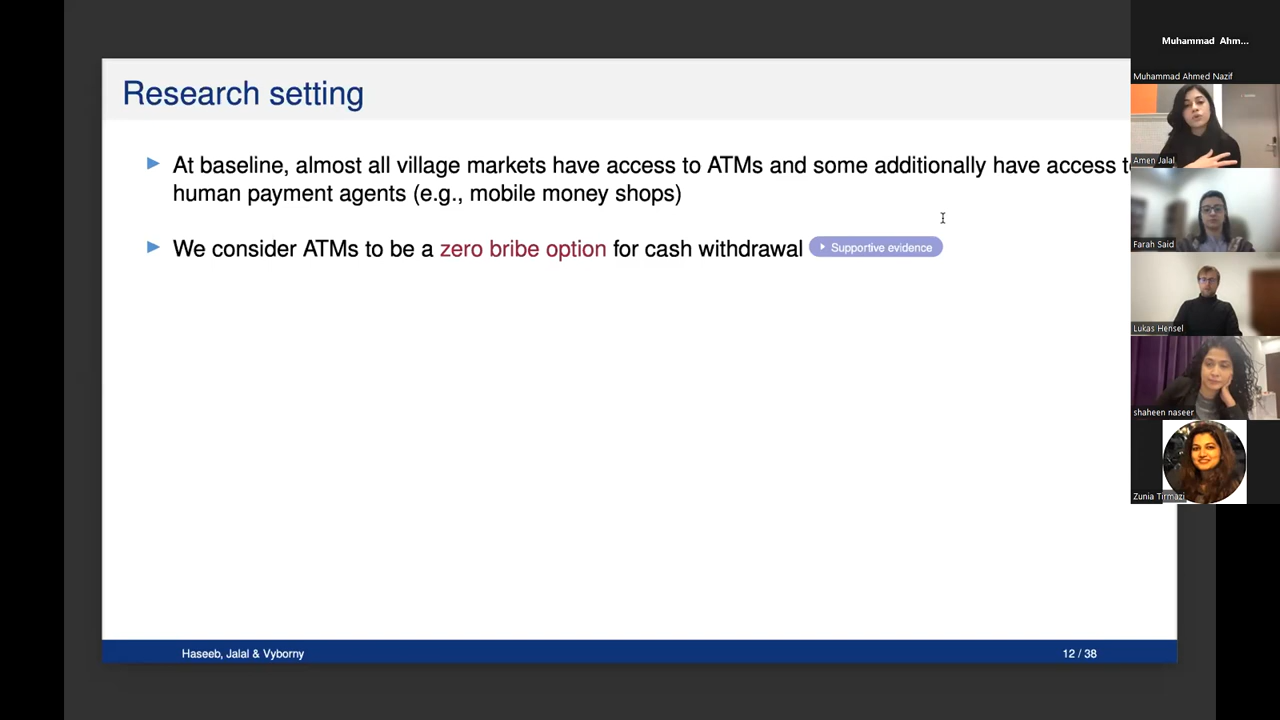 Research setting
At baseline, almost all village markets have access to ATMs and some additionally have access t
human payment agents (e.g., mobile money shops)
We consider ATMs to be a zero bribe option for cash withdrawal
Supportive evidence
Haseeb, Jalal & Vyborny
12 / 38
Muhammad Ahm...
Muhammad Ahmed Nazif
Amen Jalal
Farah Said
Lukas Hensel
shaheen naseer
Zunia Tirmazi